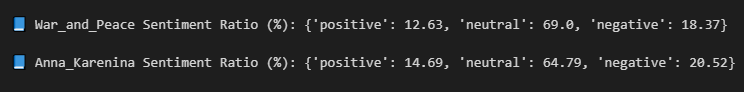 📘 War_and_Peace Sentiment Ratio (%): {'positive': 12.63, 'neutral': 69.0, 'negative': 18.37}
📘 Anna_Karenina Sentiment Ratio (%): {'positive': 14.69, 'neutral': 64.79, 'negative': 20.52}